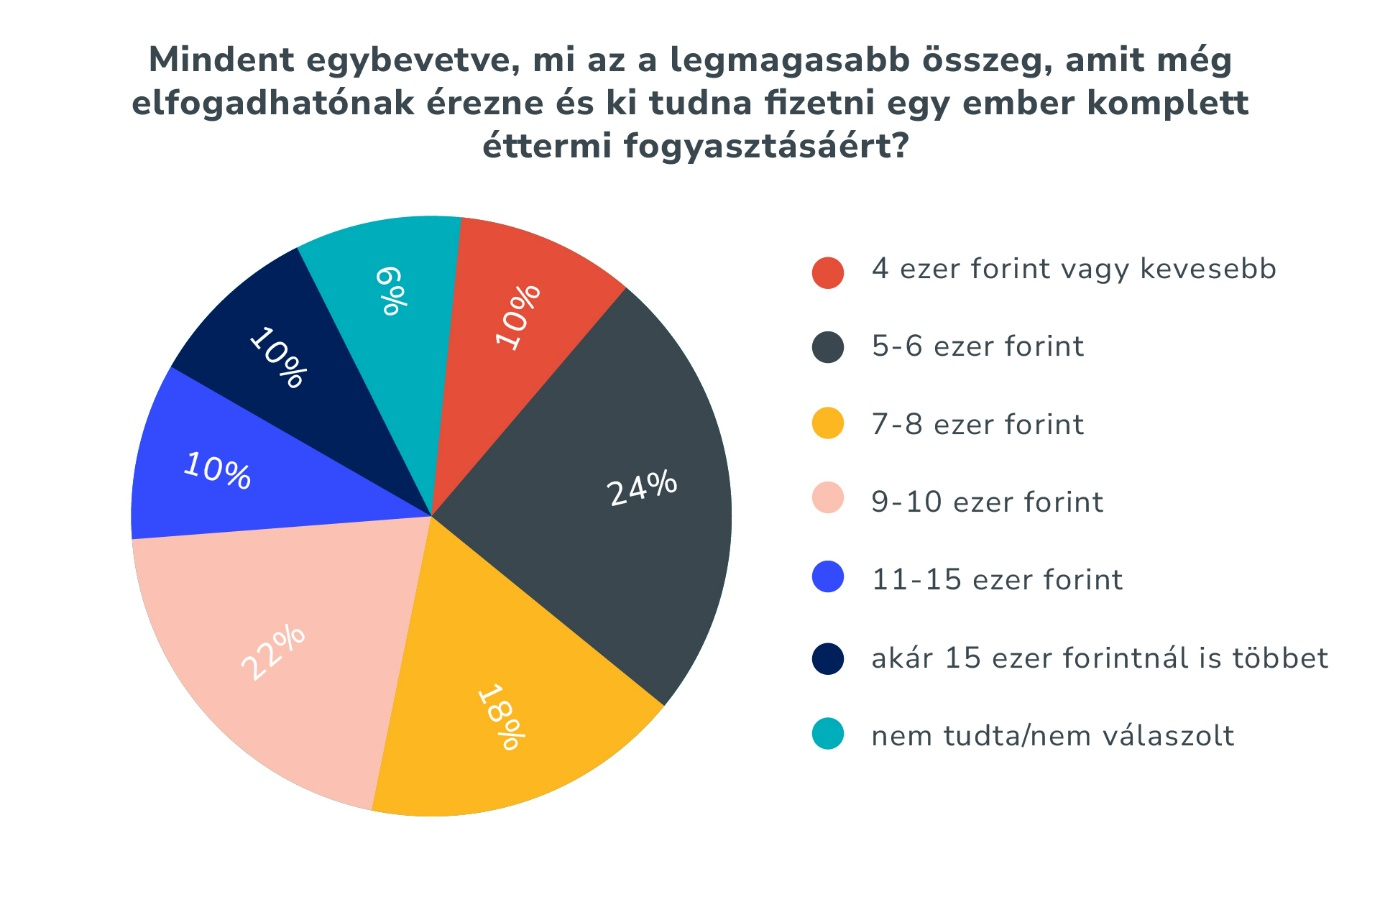 Mindent egybevetve, mi az a legmagasabb összeg, amit még
elfogadhatónak érezne és ki tudna fizetni egy ember komplett
éttermi fogyasztásáért?
6%
10%
10%
10%
24%
22%
18%
4 ezer forint vagy kevesebb
5-6 ezer forint
7-8 ezer forint
9-10 ezer forint
11-15 ezer forint
akár 15 ezer forintnál is többet
nem tudta/nem válaszolt